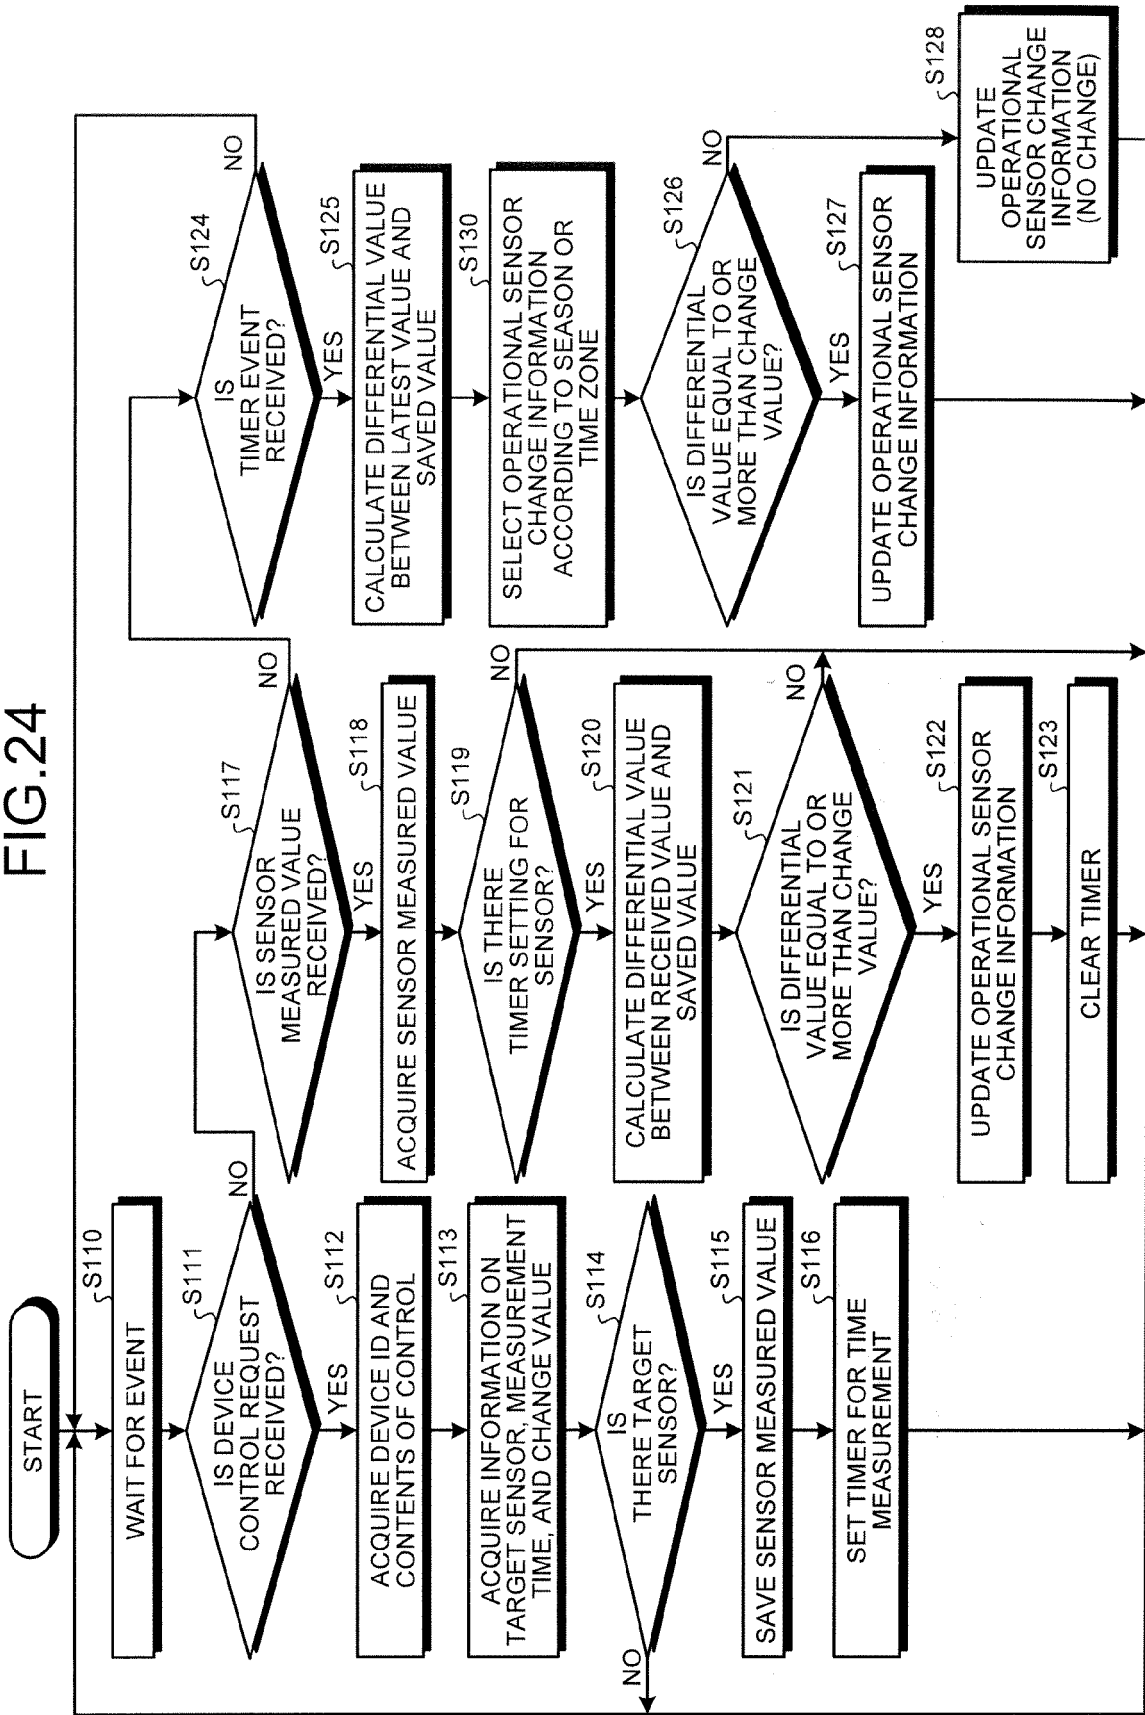 FIG.24
START
S110
WAIT FOR EVENT
S111
IS DEVICE
CONTROL REQUEST
RECEIVED?
NO
YES
S112
ACQUIRE DEVICE ID AND
CONTENTS OF CONTROL
S113
ACQUIRE INFORMATION ON
TARGET SENSOR, MEASUREMENT
TIME, AND CHANGE VALUE
S114
IS
THERE TARGET
SENSOR?
NO
YES
S115
SAVE SENSOR MEASURED VALUE
S116
SET TIMER FOR TIME
MEASUREMENT
S117
IS SENSOR
MEASURED VALUE
RECEIVED?
NO
YES
S118
ACQUIRE SENSOR MEASURED VALUE
S119
IS THERE
TIMER SETTING FOR
SENSOR?
NO
YES
S120
CALCULATE DIFFERENTIAL VALUE
BETWEEN RECEIVED VALUE AND
SAVED VALUE
S121
IS DIFFERENTIAL
VALUE EQUAL TO OR
MORE THAN CHANGE
VALUE?
NO
YES
S122
UPDATE OPERATIONAL SENSOR
CHANGE INFORMATION
S123
CLEAR TIMER
S124
IS
TIMER EVENT
RECEIVED?
NO
YES
S125
CALCULATE DIFFERENTIAL VALUE
BETWEEN LATEST VALUE AND
SAVED VALUE
S130
SELECT OPERATIONAL SENSOR
CHANGE INFORMATION
ACCORDING TO SEASON OR
TIME ZONE
S126
IS DIFFERENTIAL
VALUE EQUAL TO OR
MORE THAN CHANGE
VALUE?
NO
YES
S127
UPDATE OPERATIONAL SENSOR
CHANGE INFORMATION
S128
UPDATE
OPERATIONAL
SENSOR CHANGE
INFORMATION
(NO CHANGE)